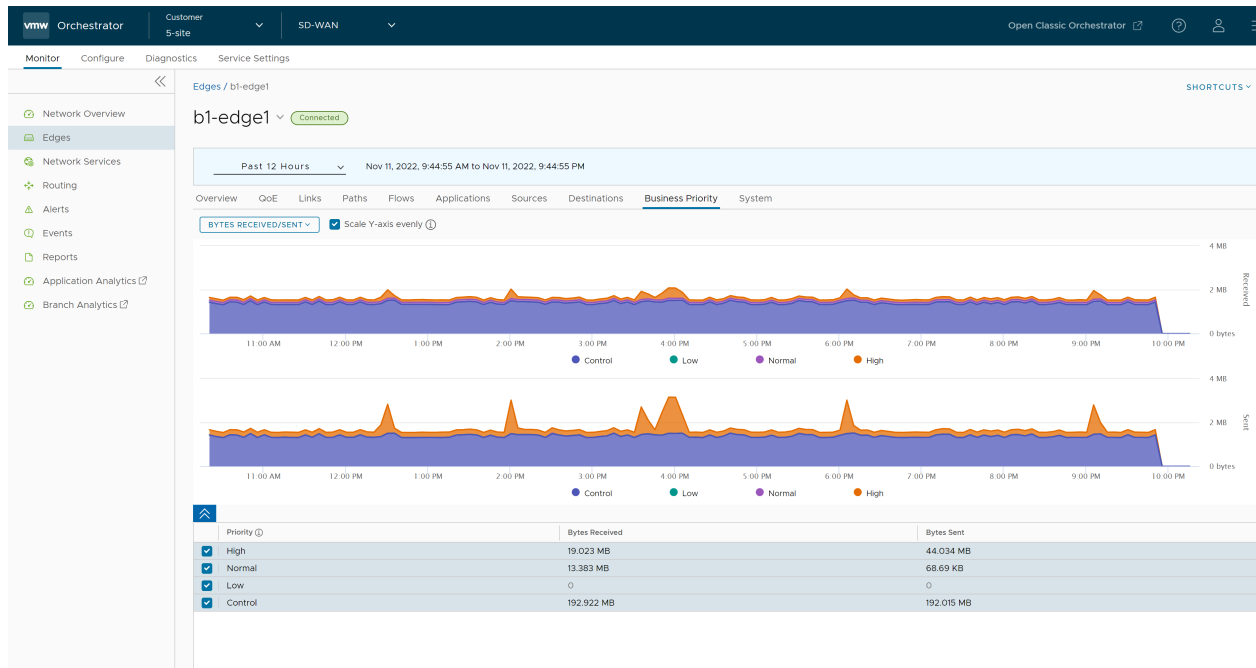 vmw Orchestrator
Customer
5-site
SD-WAN
Open Classic Orchestrator
Monitor Configure Diagnostics Service Settings
Network Overview
Edges
Network Services
Routing
Alerts
Events
Reports
Application Analytics
Branch Analytics
Edges / b1-edge1
SHORTCUTS
b1-edge1 Connected
Past 12 Hours Nov 11, 2022, 9:44:55 AM to Nov 11, 2022, 9:44:55 PM
Overview QoE Links Paths Flows Applications Sources Destinations Business Priority System
BYTES RECEIVED/SENT Scale Y-axis evenly
4 MB
2 MB
0 bytes
Received
11:00 AM 12:00 PM 1:00 PM 2:00 PM 3:00 PM 4:00 PM 5:00 PM 6:00 PM 7:00 PM 8:00 PM 9:00 PM 10:00 PM
Control Low Normal High
4 MB
2 MB
0 bytes
Sent
11:00 AM 12:00 PM 1:00 PM 2:00 PM 3:00 PM 4:00 PM 5:00 PM 6:00 PM 7:00 PM 8:00 PM 9:00 PM 10:00 PM
Control Low Normal High
Priority Bytes Received Bytes Sent
High 19.023 MB 44.034 MB
Normal 13.383 MB 68.69 KB
Low 0 0
Control 192.922 MB 192.015 MB